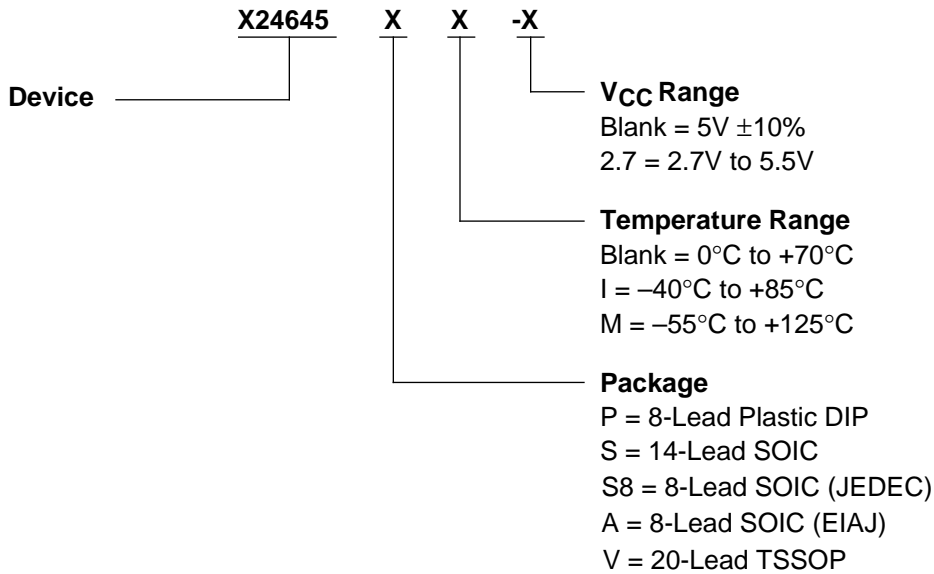 X24645 X X -X
Device
VCC Range
Blank = 5V ±10%
2.7 = 2.7V to 5.5V
Temperature Range
Blank = 0°C to +70°C
I = –40°C to +85°C
M = –55°C to +125°C
Package
P = 8-Lead Plastic DIP
S = 14-Lead SOIC
S8 = 8-Lead SOIC (JEDEC)
A = 8-Lead SOIC (EIAJ)
V = 20-Lead TSSOP